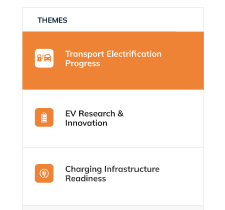 THEMES
Transport Electrification
Progress
EV Research &
Innovation
Charging Infrastructure
Readiness